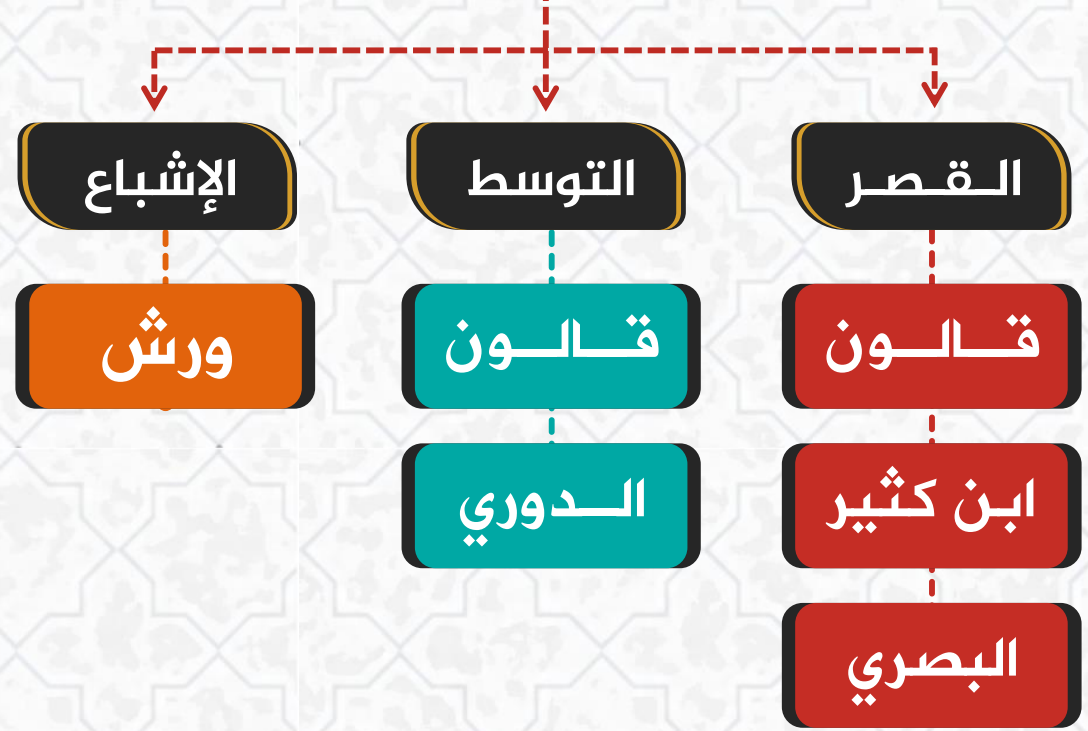 القصر
التوسط
الإشباع
قالون
قالون
ورش
ابن كثير
الدوري
البصري